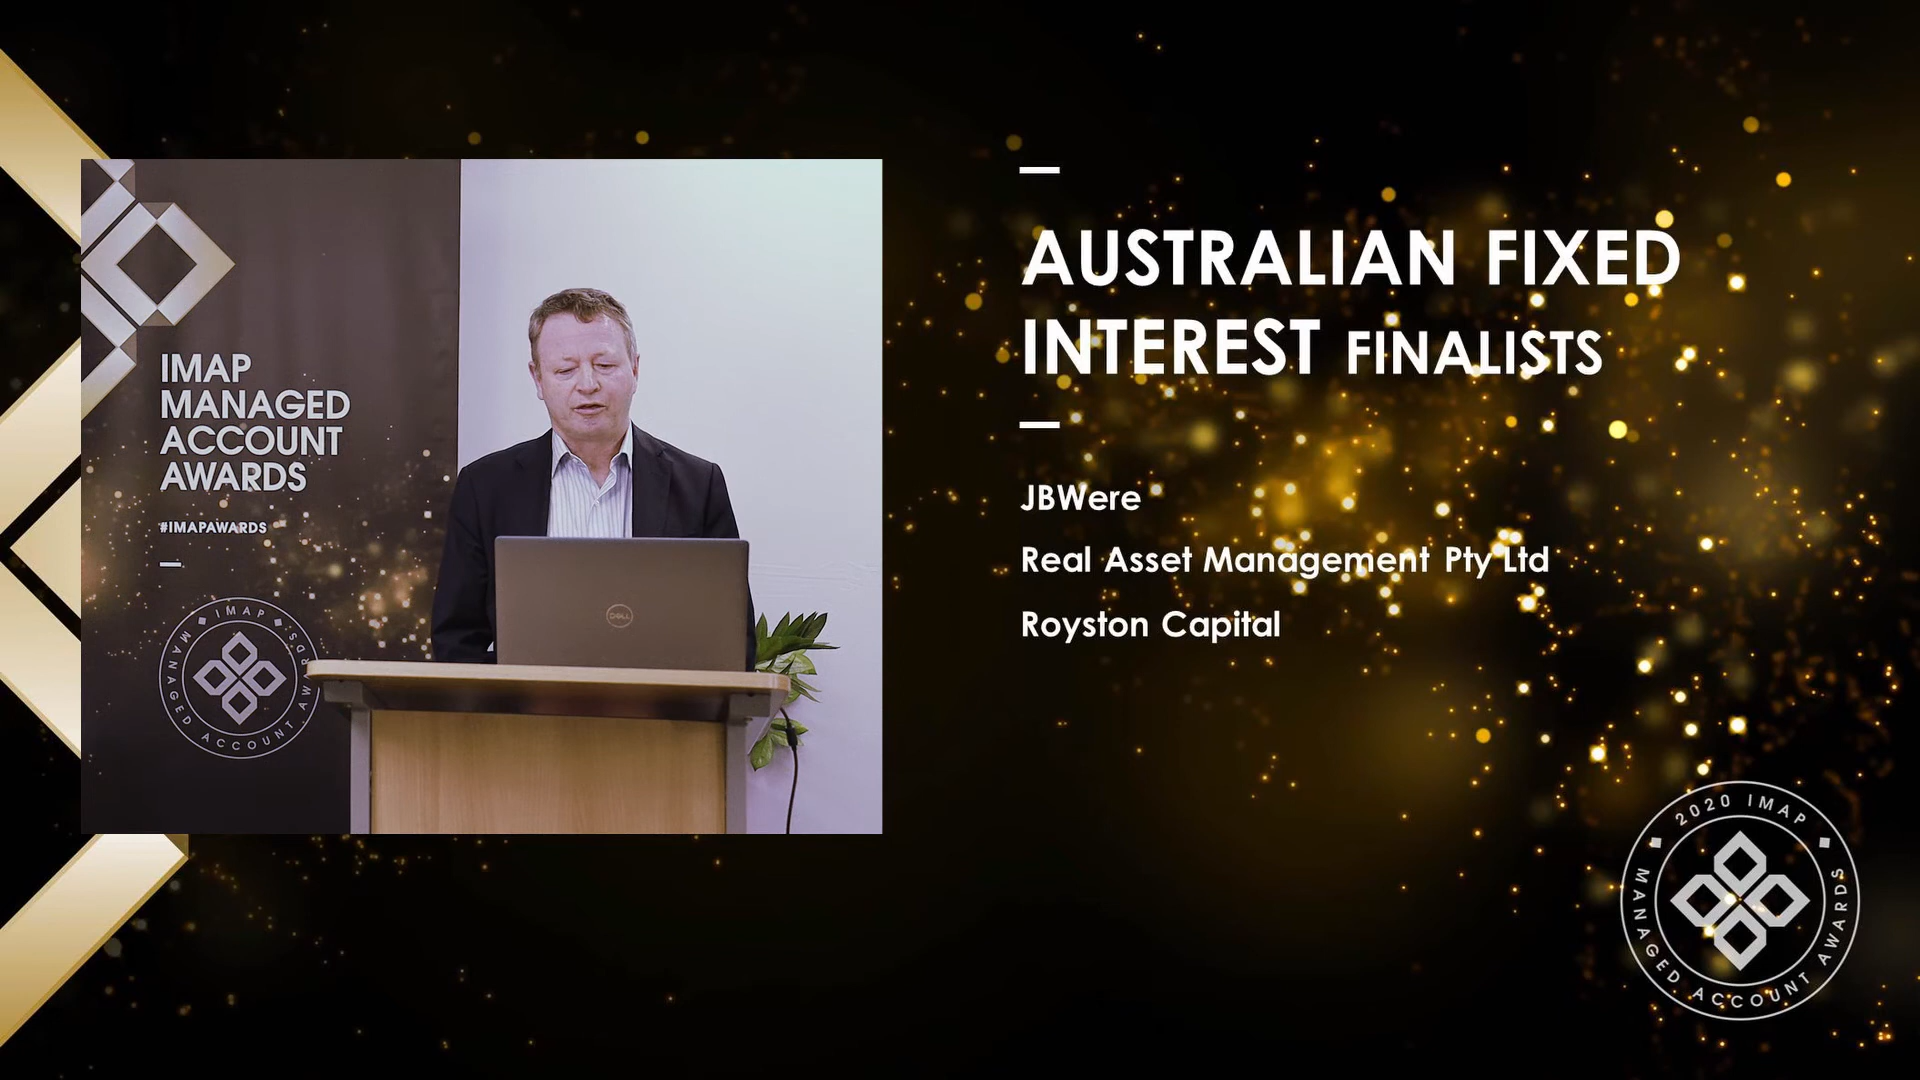 IMAP
MANAGED
ACCOUNT
AWARDS
#IMAPAWARDS
IMAP
MANAGED ACCOUNT AWARDS
DELL
AUSTRALIAN FIXED
INTEREST FINALISTS
JBWere
Real Asset Management Pty Ltd
Royston Capital
2020 IMAP
MANAGED ACCOUNT AWARDS